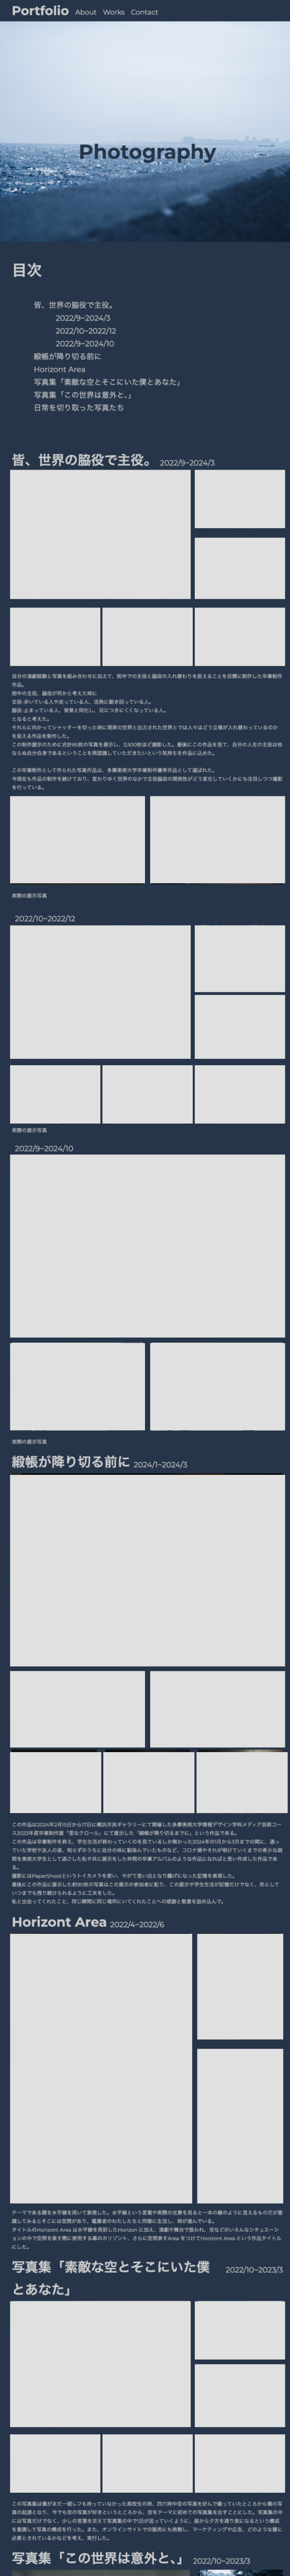 Portfolio About Works Contact
Photography
目次
皆、世界の脇役で主役。
2022/9~2024/3
2022/10~2022/12
2022/9~2024/10
緞帳が降り切る前に
Horizont Area
写真集「素敵な空とそこにいた僕とあなた」
写真集「この世界は意外と、」
日常を切り取った写真たち
皆、世界の脇役で主役。 2022/9~2024/3
自分の演劇経験と写真を組み合わせに加えて、街中での主役と脇役の入れ替わりを捉えることを目標に制作した卒業制作
作品。
街中の主役、脇役が何かと考えた時に
主役-歩いている人や走っている人、活発に動き回っている人。
脇役-止まっている人、背景と同化し、目につきにくくなっている人。
となると考えた。
それらに向かってシャッターを切った時に現実の世界と出力された世界とでは人々はどう立場が入れ替わっているのか
を捉える作品を制作した。
この制作展示のために合計85枚の写真を展示し、3,500枚ほど撮影した。最後にこの作品を見て、自分の人生の主役は他
ならぬ自分自身であるということを再認識していただきたいという気持ちを作品に込めた。
この卒業制作として作られた写真作品は、多摩美術大学卒業制作優秀作品として選ばれた。
今現在も作品の制作を続けており、変わりゆく世界のなかで主役脇役の関係性がどう変化していくかにも注目しつつ撮影
を行っている。
実際の展示写真
2022/10~2022/12
実際の展示写真
2022/9~2024/10
実際の展示写真
緞帳が降り切る前に 2024/1~2024/3
この作品は2024年2月15日から17日に横浜市民ギャラリーにて開催した多摩美術大学情報デザイン学科メディア芸術コー
ス2023年度卒業制作展「歪なクロール」にて展示した「緞帳が降り切るまでに」という作品である。
この作品は卒業制作を終え、学生生活が終わっていくのを見ているしか無かった2024年の1月から3月までの間に、通っ
ていた学校や友人の姿、知らずのうちに自分の体に馴染んでいたものなど、コロナ禍やそれが明けていくまでの希少な期
間を美術大学生として過ごした私や共に展示をした仲間の卒業アルバムのような作品になればと思い作成した作品であ
る。
撮影にはPaperShootというトイカメラを使い、やがて思い出となり朧げになった記憶を表現した。
最後にこの作品に展示した約90枚の写真はこの展示の参加者に配り、この展示や学生生活が記憶だけでなく、形として
いつまでも残り続けられるように工夫をした。
私と出会ってくれたこと、同じ瞬間に同じ場所にいてくれたことへの感謝と敬意を詰め込んで。
Horizont Area 2022/4~2022/6
テーマである線を水平線を用いて表現した。水平線という言葉や実際の光景を見ると一本の線のように見えるものだが意
識してみるとそこには空間があり、鑑賞者のわたしたちと同様に生活し、時が進んでいる。
タイトルのHorizont Area は水平線を英訳したHorizon に加え、演劇や舞台で扱われ、空などのいろんなシチュエーシ
ョンの中で空間を表す際に使用する幕のホリゾント、さらに空間表すArea をつけてHorizont Area という作品タイトル
にした。
写真集「素敵な空とそこにいた僕とあなた」 2022/10~2023/3
この写真集は僕がまだ一眼レフも持っていなかった高校生の時、四六時中空の写真を好んで撮っていたところから僕の写
真の起源となり、今でも空の写真が好きというところから、空をテーマに初めての写真集を出すことにした。写真集の中
には写真だけでなく、少しの言葉を交えて写真集の中で1日が巡っていくように、昼から夕方を通り夜になるという構成
を意識して写真の構成を行った。また、オンラインサイトでの販売にも挑戦し、マーケティングや広告、どのような層に
必要とされているかなどを考え、実行した。
写真集「この世界は意外と、」 2022/10~2023/3